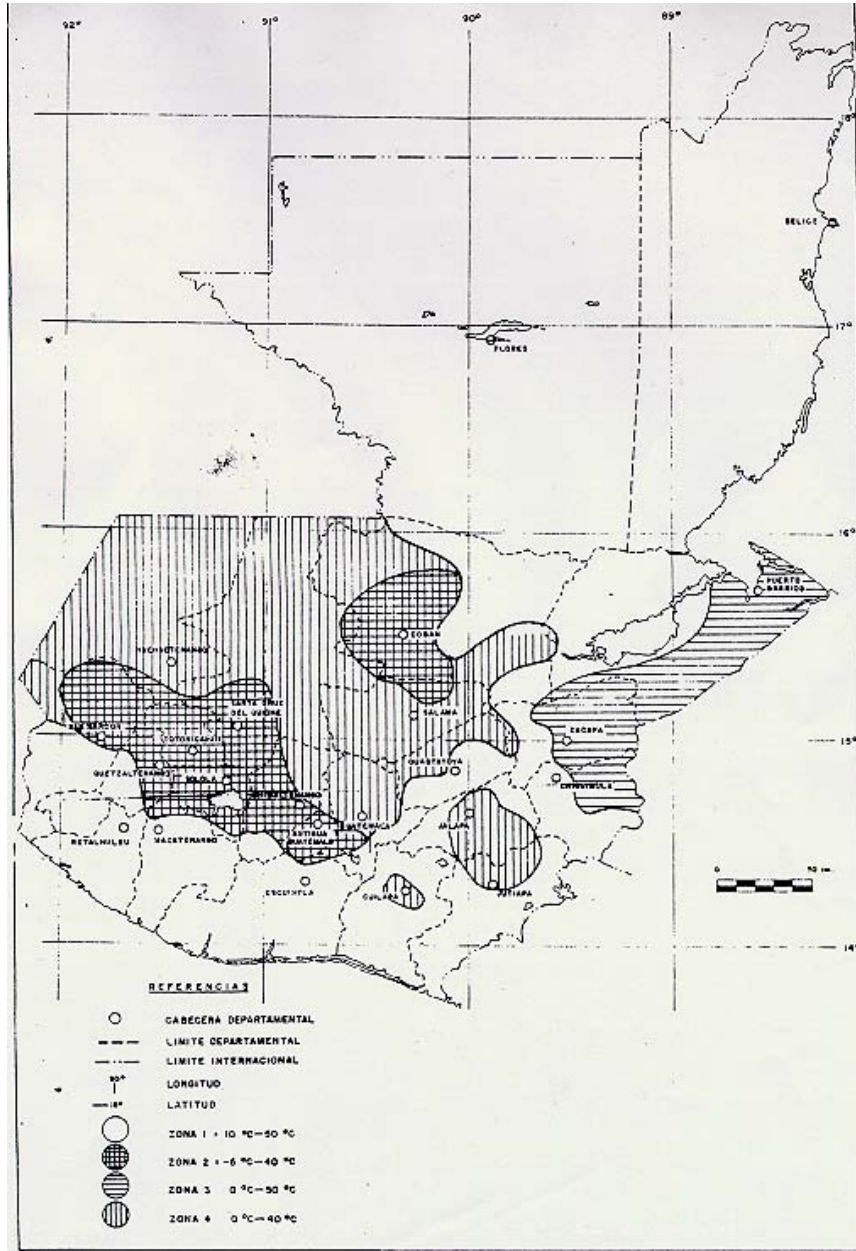 92°
91°
90°
89°
18°
BELICE
17°
FLORES
16°
PUERTO
BARRIOS
COBAN
HUEHUETENANGO
SANTA CRUZ
DEL QUICHE
SALAMA
SAN MARCOS
TOTONICAPAN
ZACAPA
15°
QUETZALTENANGO
SOLOLA
GUASTATOYA
CHIQUIMULA
CHIMALTENANGO
RETALHULEU
MAZATENANGO
ANTIGUA
GUATEMALA
JALAPA
0
50
ESCUINTLA
CUILAPA
JUTIAPA
14°
REFERENCIAS
CABECERA DEPARTAMENTAL
LIMITE DEPARTAMENTAL
LIMITE INTERNACIONAL
90°
LONGITUD
LATITUD
ZONA 1 = 10 °C-50 °C
ZONA 2 = -5 °C-40 °C
ZONA 3 0 °C-50 °C
ZONA 4 0 °C-40 °C